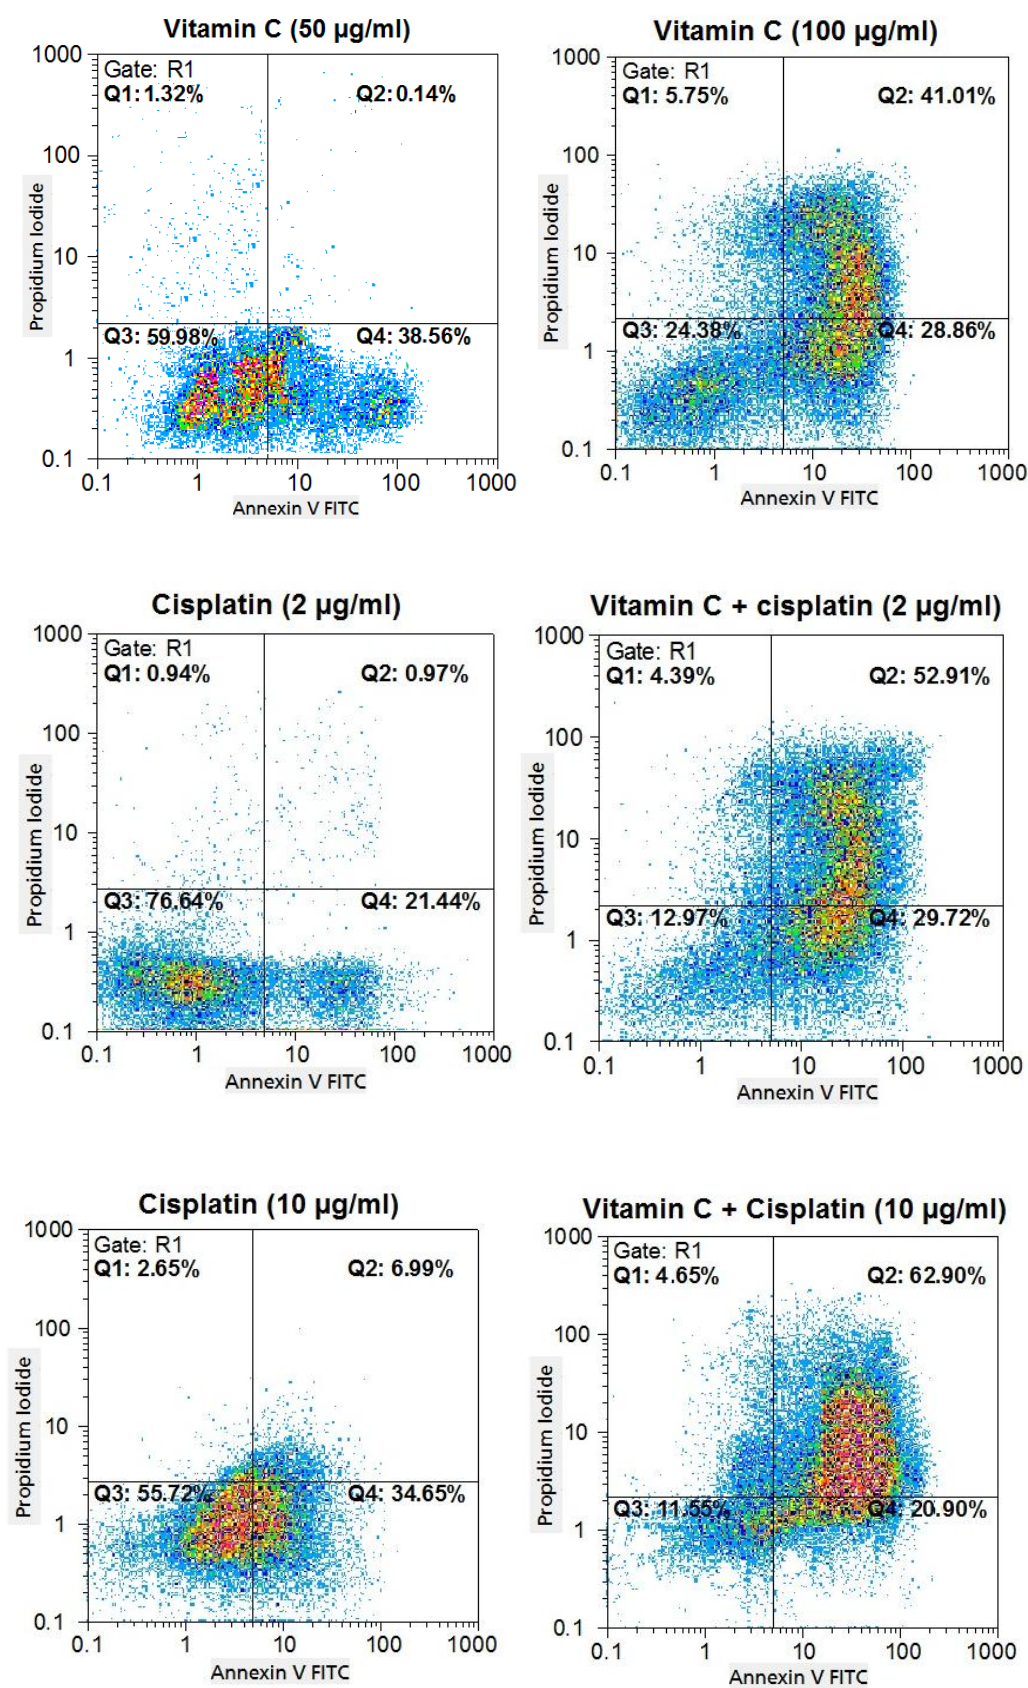 Vitamin C (50 µg/ml)
1000
Gate: R1
Q1: 1.32%
Q2: 0.14%
100
10
Q3: 59.98%
Q4: 38.56%
1
0.1
0.1 1 10 100 1000
Propidium Iodide
Annexin V FITC
Vitamin C (100 µg/ml)
1000
Gate: R1
Q1: 5.75%
Q2: 41.01%
100
10
Q3: 24.38%
Q4: 28.86%
1
0.1
0.1 1 10 100 1000
Propidium Iodide
Annexin V FITC
Cisplatin (2 µg/ml)
1000
Gate: R1
Q1: 0.94%
Q2: 0.97%
100
10
Q3: 76.64%
Q4: 21.44%
1
0.1
0.1 1 10 100 1000
Propidium Iodide
Annexin V FITC
Vitamin C + cisplatin (2 µg/ml)
1000
Gate: R1
Q1: 4.39%
Q2: 52.91%
100
10
Q3: 12.97%
Q4: 29.72%
1
0.1
0.1 1 10 100 1000
Propidium Iodide
Annexin V FITC
Cisplatin (10 µg/ml)
1000
Gate: R1
Q1: 2.65%
Q2: 6.99%
100
10
Q3: 55.72%
Q4: 34.65%
1
0.1
0.1 1 10 100 1000
Propidium Iodide
Annexin V FITC
Vitamin C + Cisplatin (10 µg/ml)
1000
Gate: R1
Q1: 4.65%
Q2: 62.90%
100
10
Q3: 11.55%
Q4: 20.90%
1
0.1
0.1 1 10 100 1000
Propidium Iodide
Annexin V FITC